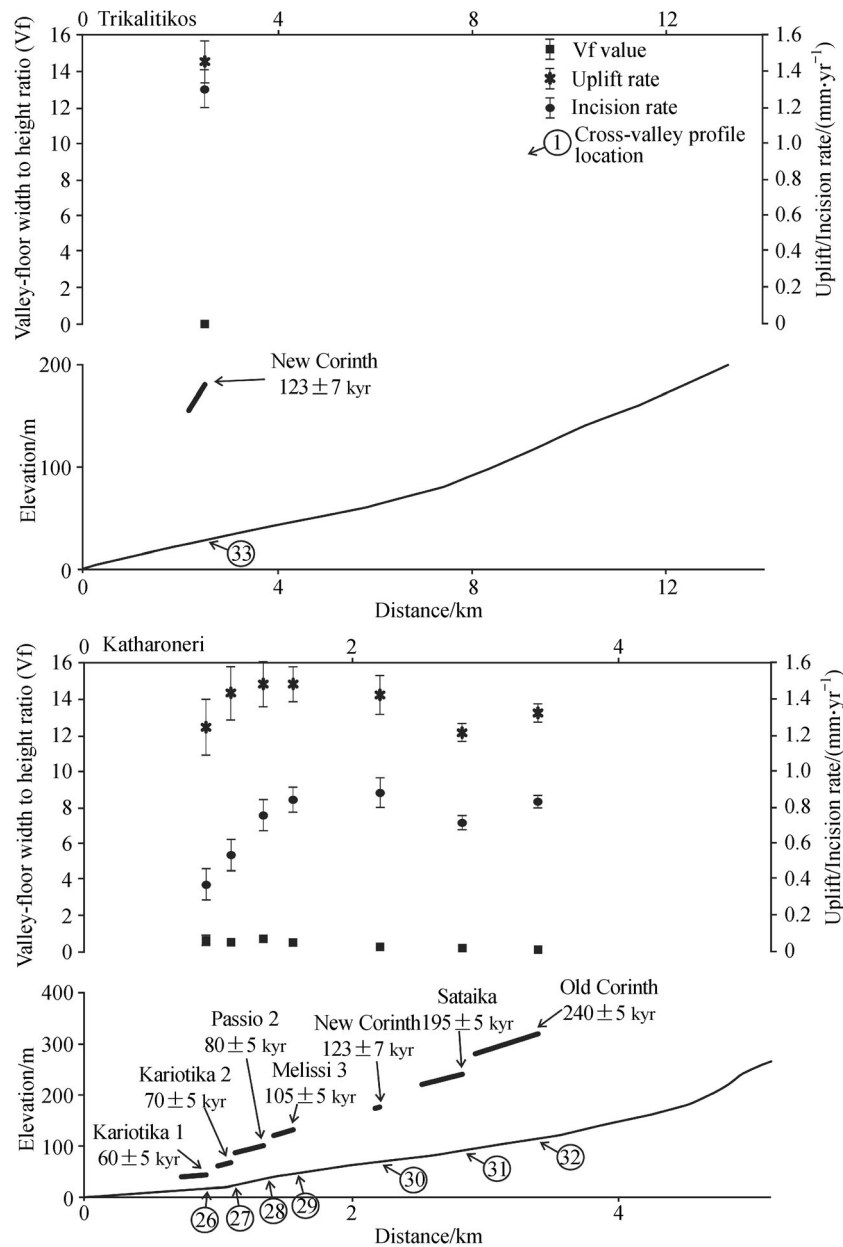 0 Trikalitikos 4 8 12
16 1.6
14 1.4
12 1.2
10 1.0
8 0.8
6 0.6
4 0.4
2 0.2
0 0
Valley-floor width to height ratio (Vf)
Uplift/Incision rate/(mm·yr⁻¹)
Vf value
Uplift rate
Incision rate
1 Cross-valley profile
location
200
100
0
Elevation/m
New Corinth
123±7 kyr
33
0 4 8 12
Distance/km
0 Katharoneri 2 4
16 1.6
14 1.4
12 1.2
10 1.0
8 0.8
6 0.6
4 0.4
2 0.2
0 0
Valley-floor width to height ratio (Vf)
Uplift/Incision rate/(mm·yr⁻¹)
400
300
200
100
0
Elevation/m
Kariotika 1
60±5 kyr
Kariotika 2
70±5 kyr
Passio 2
80±5 kyr
Melissi 3
105±5 kyr
New Corinth
123±7 kyr
Sataika
195±5 kyr
Old Corinth
240±5 kyr
26 27 28 29 30 31 32
0 2 4
Distance/km